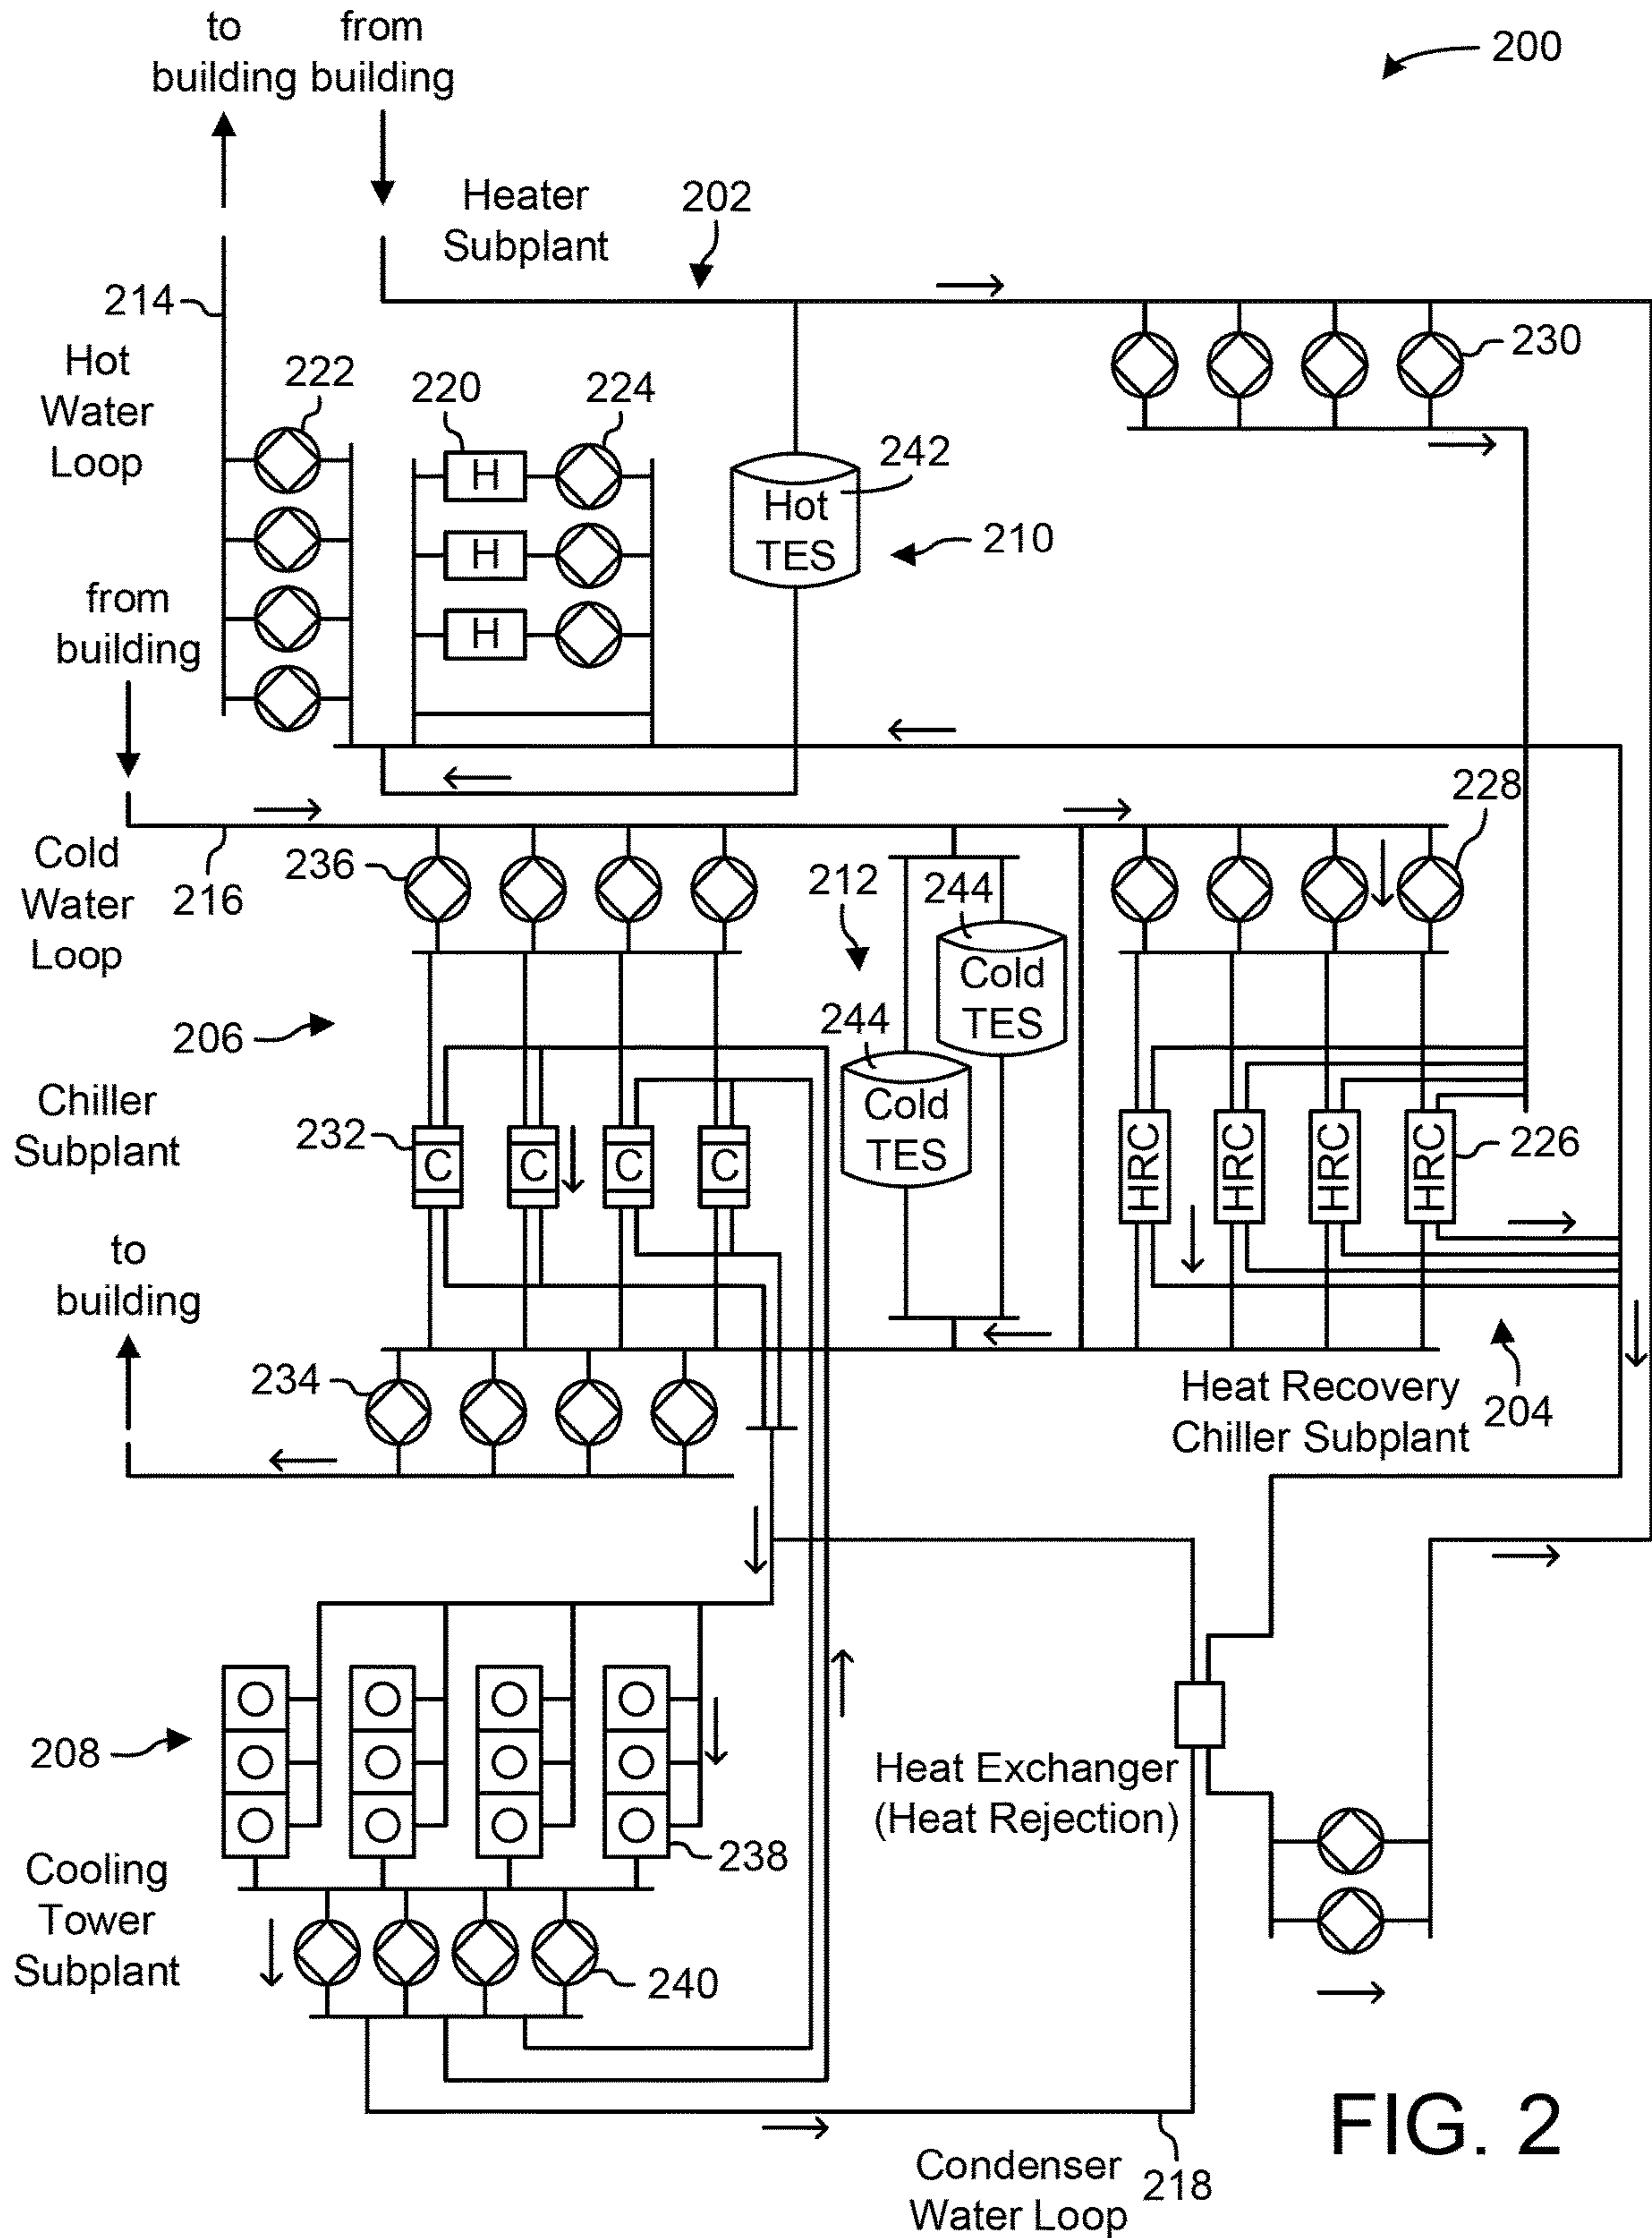 to
building
from
building
200
Heater
Subplant
202
214
Hot
Water
Loop
222
220
224
230
H
H
H
Hot
TES
242
210
from
building
228
Cold
Water
Loop
216
236
212
244
Cold
TES
244
Cold
TES
206
Chiller
Subplant
232
C
C
C
C
HRC
HRC
HRC
HRC
226
to
building
234
Heat Recovery
Chiller Subplant
204
208
Heat Exchanger
(Heat Rejection)
238
Cooling
Tower
Subplant
240
Condenser
Water Loop
218
FIG. 2